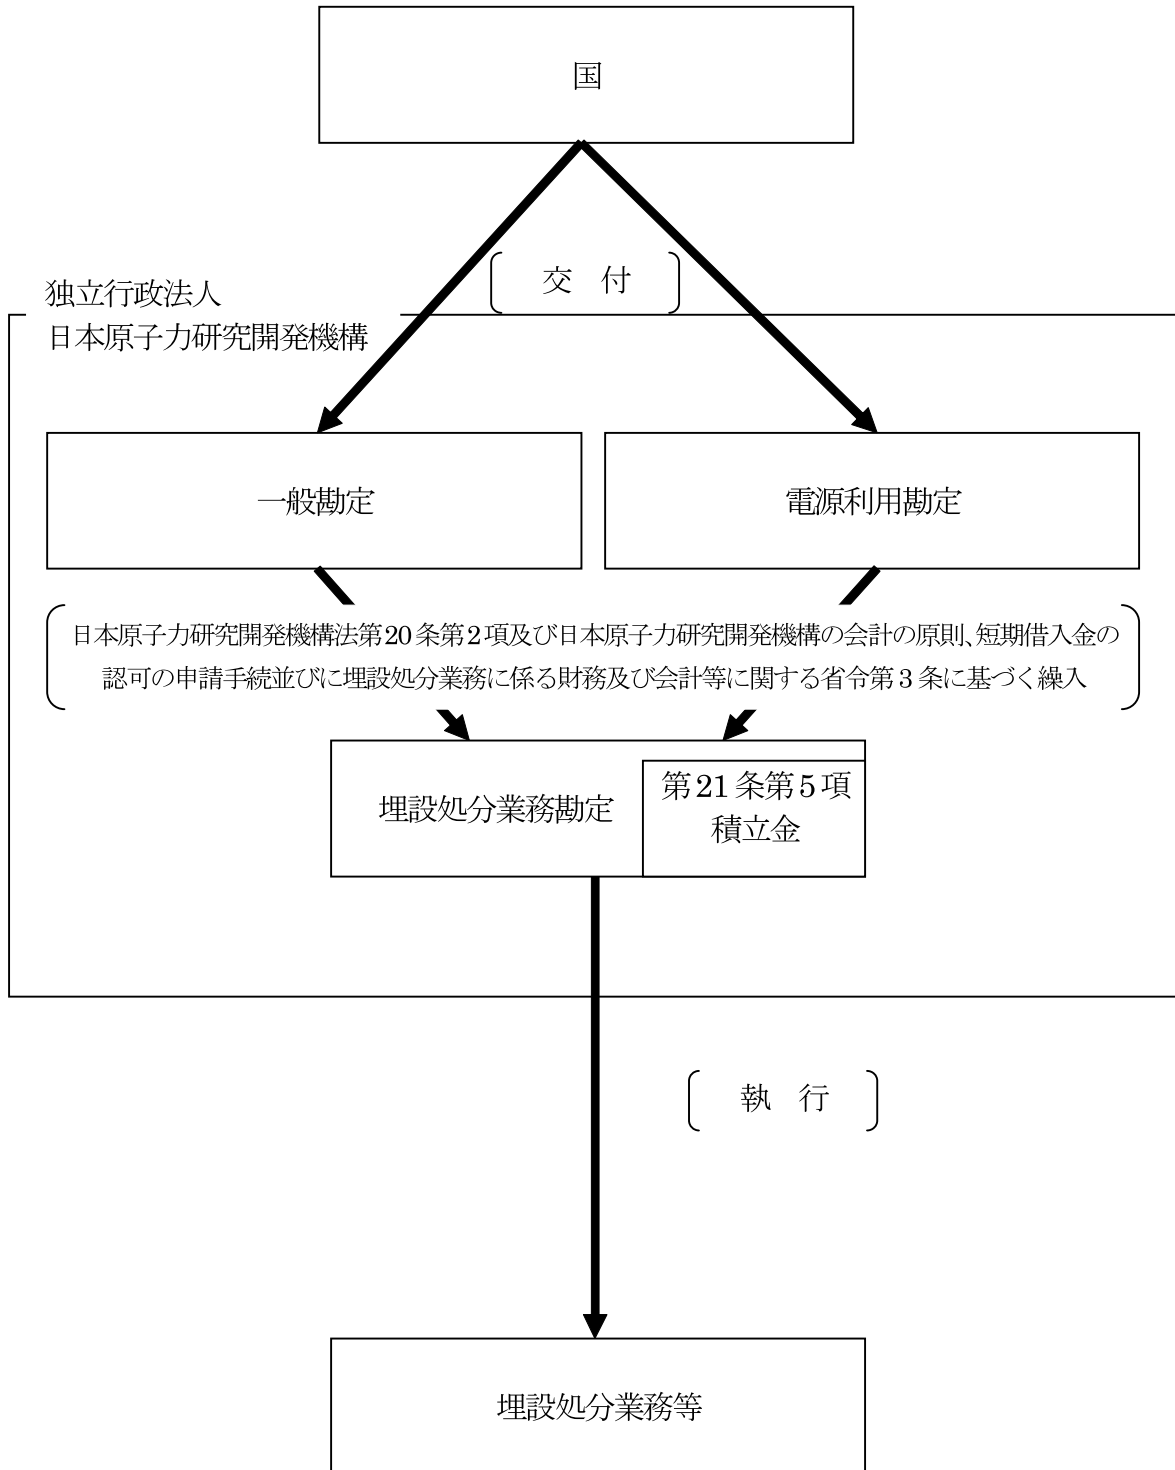 国
交　付
独立行政法人
日本原子力研究開発機構
一般勘定
電源利用勘定
日本原子力研究開発機構法第20条第2項及び日本原子力研究開発機構の会計の原則、短期借入金の
認可の申請手続並びに埋設処分業務に係る財務及び会計等に関する省令第3条に基づく繰入
埋設処分業務勘定
第21条第5項
積立金
執　行
埋設処分業務等